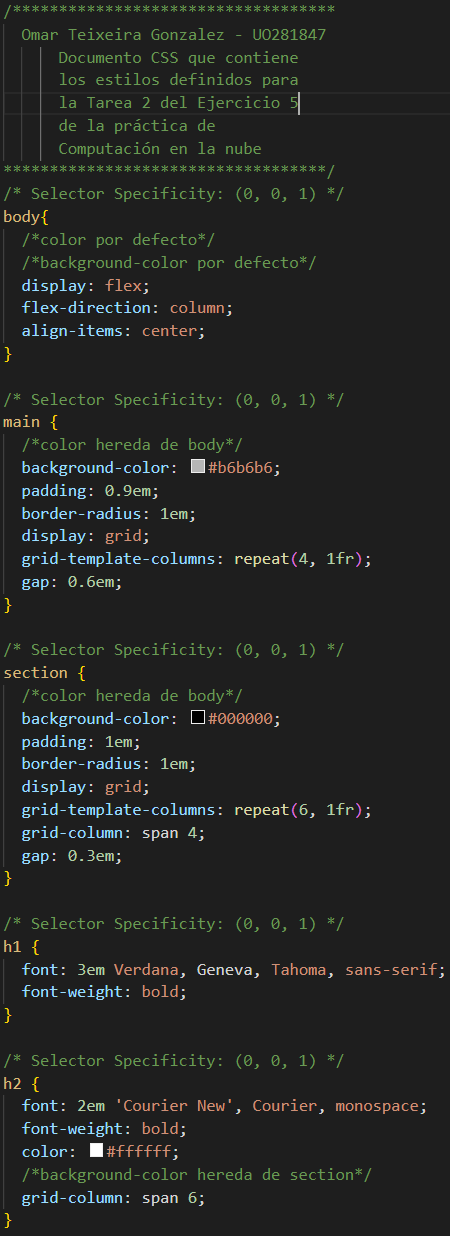 /***********************************
Omar Teixeira Gonzalez - UO281847
Documento CSS que contiene
los estilos definidos para
la Tarea 2 del Ejercicio 5
de la práctica de
Computación en la nube
***********************************/
/* Selector Specificity: (0, 0, 1) */
body{
/*color por defecto*/
/*background-color por defecto*/
display: flex;
flex-direction: column;
align-items: center;
}
/* Selector Specificity: (0, 0, 1) */
main {
/*color hereda de body*/
background-color: #b6b6b6;
padding: 0.9em;
border-radius: 1em;
display: grid;
grid-template-columns: repeat(4, 1fr);
gap: 0.6em;
}
/* Selector Specificity: (0, 0, 1) */
section {
/*color hereda de body*/
background-color: #000000;
padding: 1em;
border-radius: 1em;
display: grid;
grid-template-columns: repeat(6, 1fr);
grid-column: span 4;
gap: 0.3em;
}
/* Selector Specificity: (0, 0, 1) */
h1 {
font: 3em Verdana, Geneva, Tahoma, sans-serif;
font-weight: bold;
}
/* Selector Specificity: (0, 0, 1) */
h2 {
font: 2em 'Courier New', Courier, monospace;
font-weight: bold;
color: #ffffff;
/*background-color hereda de section*/
grid-column: span 6;
}